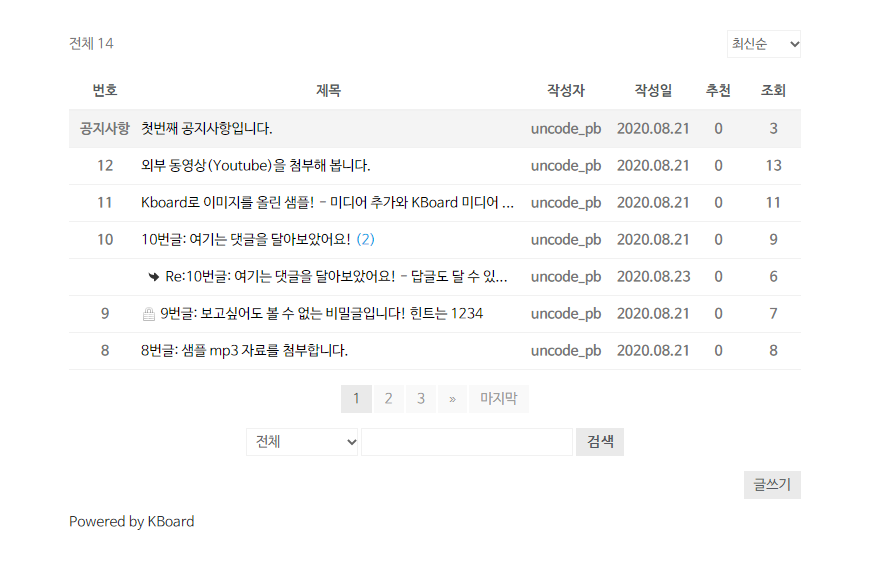 전체 14 최신순
번호 제목 작성자 작성일 추천 조회
공지사항 첫번째 공지사항입니다. uncode_pb 2020.08.21 0 3
12 외부 동영상(Youtube)을 첨부해 봅니다. uncode_pb 2020.08.21 0 13
11 Kboard로 이미지를 올린 샘플! - 미디어 추가와 KBoard 미디어 ... uncode_pb 2020.08.21 0 11
10 10번글: 여기는 댓글을 달아보았어요! (2) uncode_pb 2020.08.21 0 9
Re:10번글: 여기는 댓글을 달아보았어요! - 답글도 달 수 있... uncode_pb 2020.08.23 0 6
9 9번글: 보고싶어도 볼 수 없는 비밀글입니다! 힌트는 1234 uncode_pb 2020.08.21 0 7
8 8번글: 샘플 mp3 자료를 첨부합니다. uncode_pb 2020.08.21 0 8
1 2 3 » 마지막
전체 검색
글쓰기
Powered by KBoard